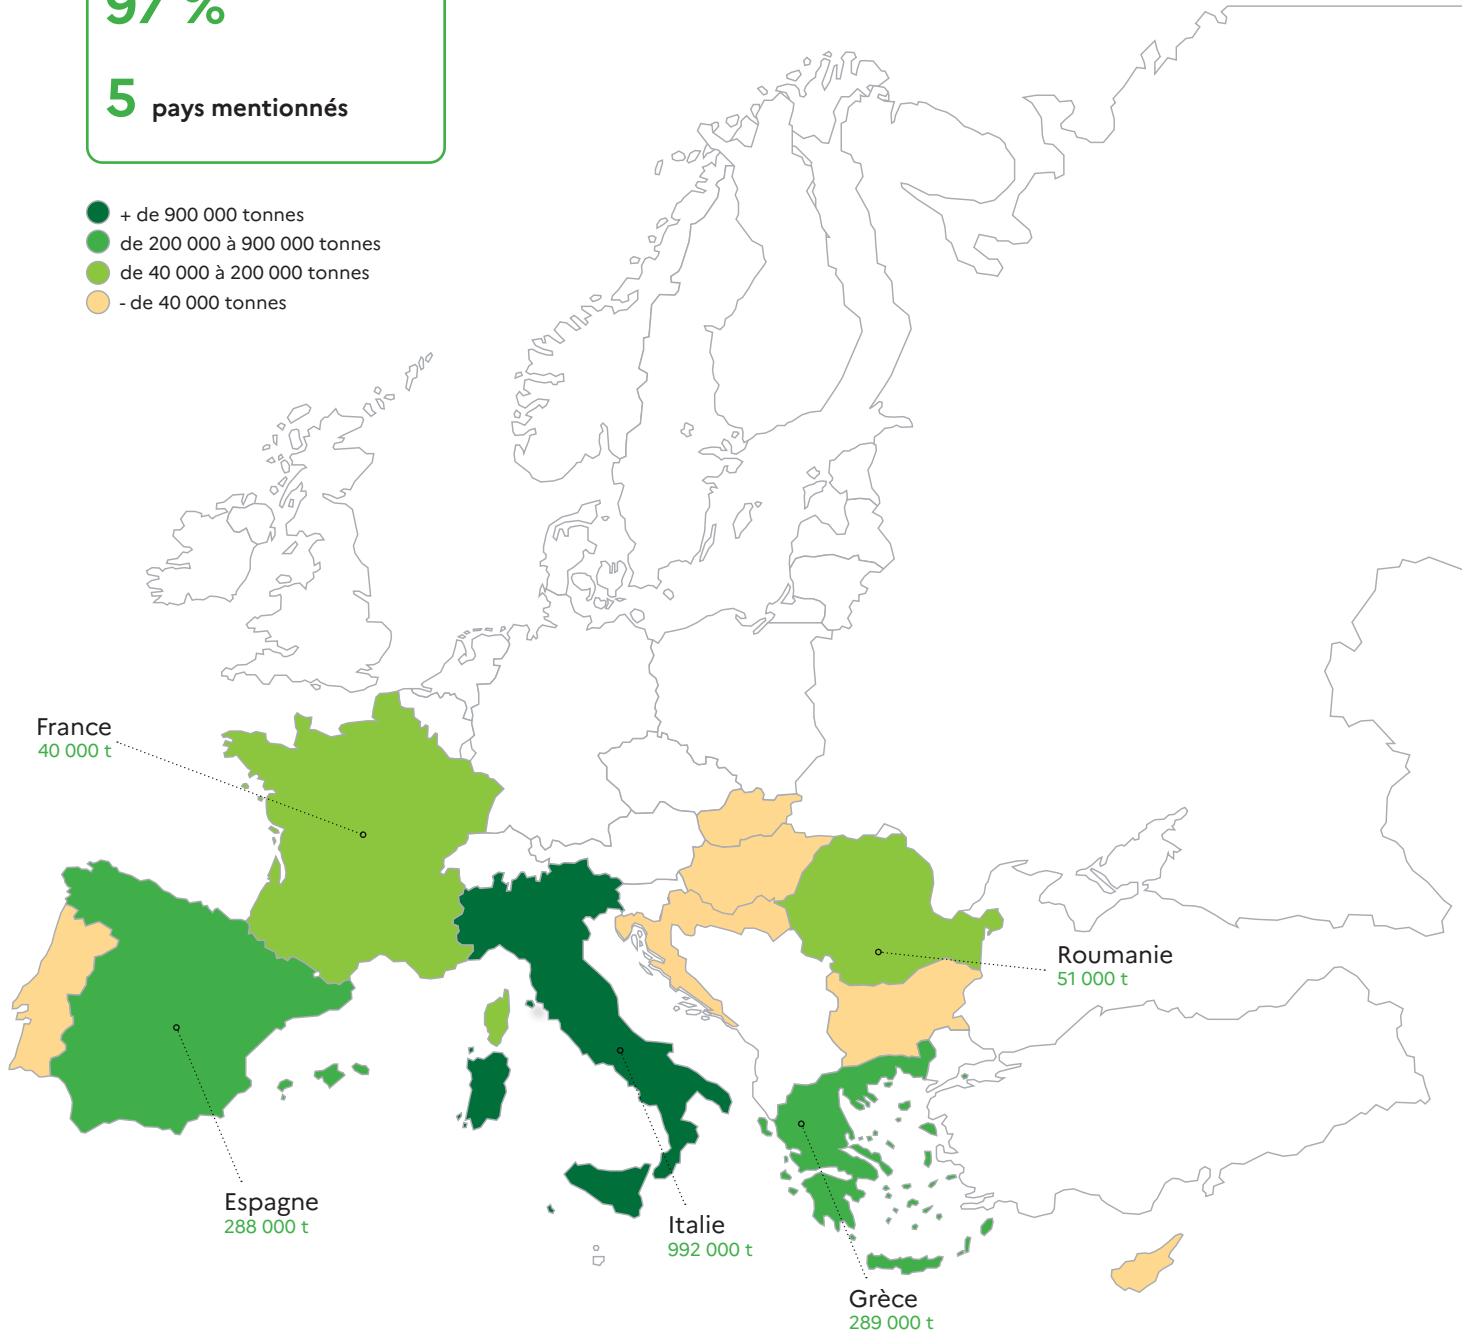 97 %
5 pays mentionnés
+ de 900 000 tonnes
de 200 000 à 900 000 tonnes
de 40 000 à 200 000 tonnes
- de 40 000 tonnes
France
40 000 t
Roumanie
51 000 t
Espagne
288 000 t
Italie
992 000 t
Grèce
289 000 t